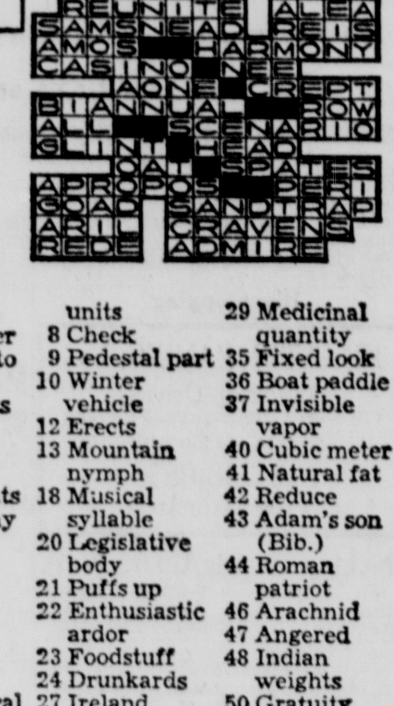 REUNITE ALEA
SAMOS NEAD REIS
AMOS HARMONY
CASINO NEE
AONE CREPT
BIANNUAL ROW
ALL SCENARIO
GLINT HEAD
OAT SPATES
APROPOS PERI
GOAD SANDTRAP
ARIL CRAVENS
REDE ADMIRE
units
8 Check
9 Pedestal part
10 Winter
vehicle
12 Erects
13 Mountain
nymph
18 Musical
syllable
20 Legislative
body
21 Puffs up
22 Enthusiastic
ardor
23 Foodstuff
24 Drunkards
27 Ireland
29 Medicinal
quantity
35 Fixed look
36 Boat paddle
37 Invisible
vapor
40 Cubic meter
41 Natural fat
42 Reduce
43 Adam's son
(Bib.)
44 Roman
patriot
46 Arachnid
47 Angered
48 Indian
weights
50 Gratuity